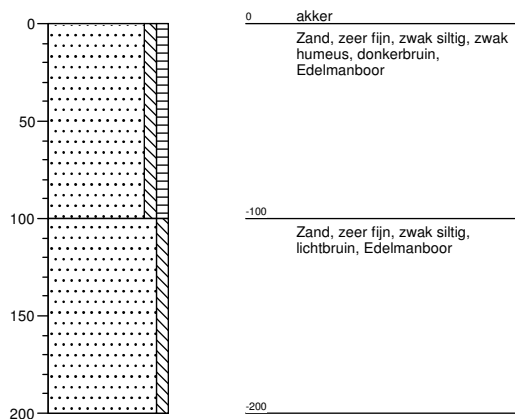 0
50
100
150
200
0 akker
Zand, zeer fijn, zwak siltig, zwak
humeus, donkerbruin,
Edelmanboor
-100
Zand, zeer fijn, zwak siltig,
lichtbruin, Edelmanboor
-200